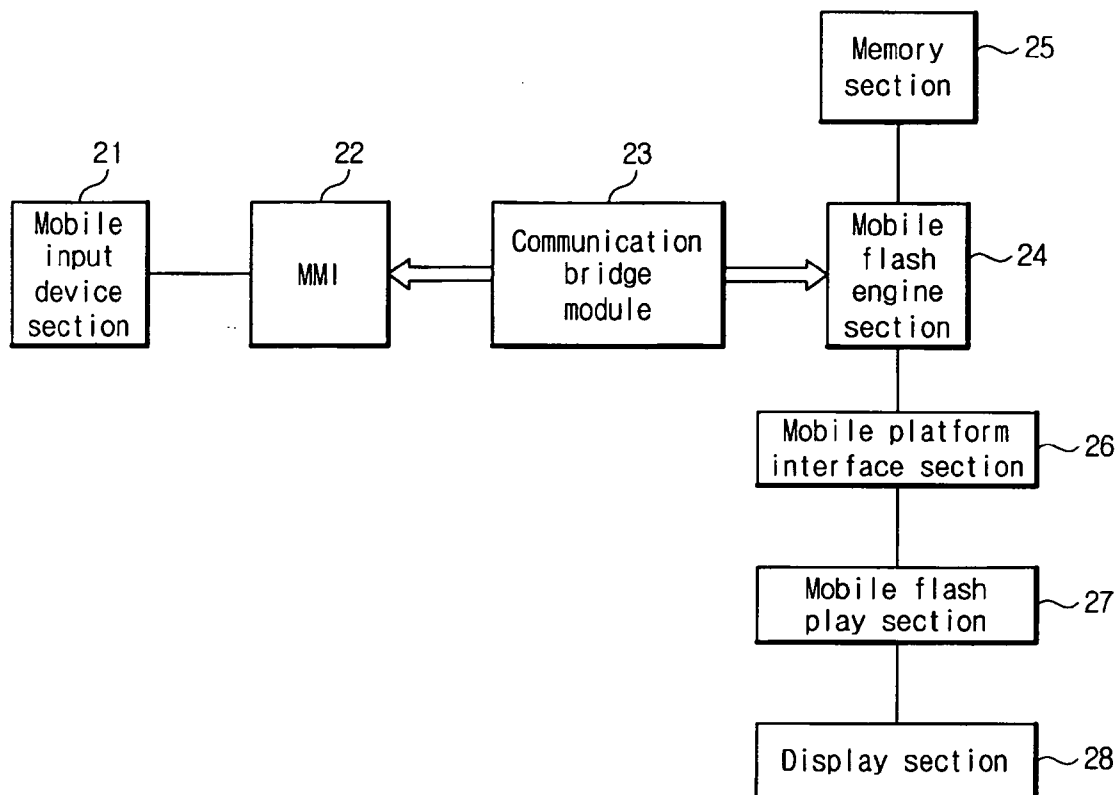 Memory
section
25
21
22
23
Mobile
input
device
section
MMI
Communication
bridge
module
Mobile
flash
engine
section
24
Mobile platform
interface section
26
Mobile flash
play section
27
Display section
28